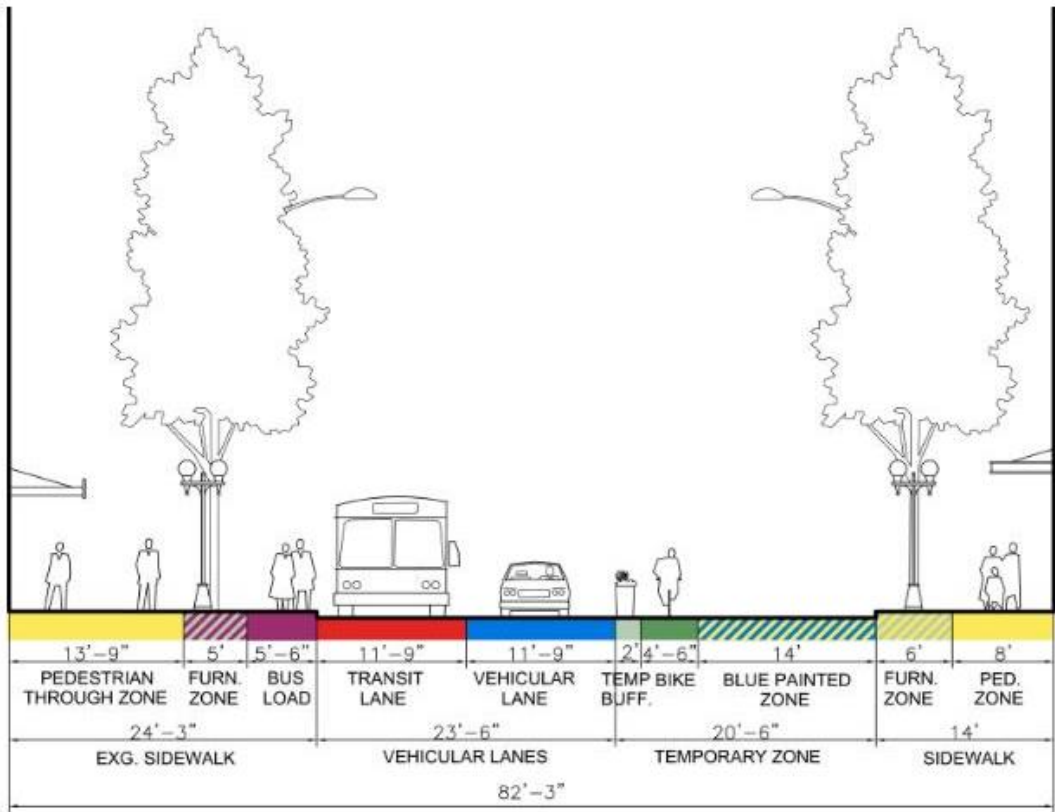 13'-9" 5' 5'-6" 11'-9" 11'-9" 2' 4'-6" 14' 6' 8'
PEDESTRIAN FURN. BUS TRANSIT VEHICULAR TEMP BIKE BLUE PAINTED FURN. PED.
THROUGH ZONE ZONE LOAD LANE LANE BUFF. ZONE ZONE ZONE
24'-3" 23'-6" 20'-6" 14'
EXG. SIDEWALK VEHICULAR LANES TEMPORARY ZONE SIDEWALK
82'-3"